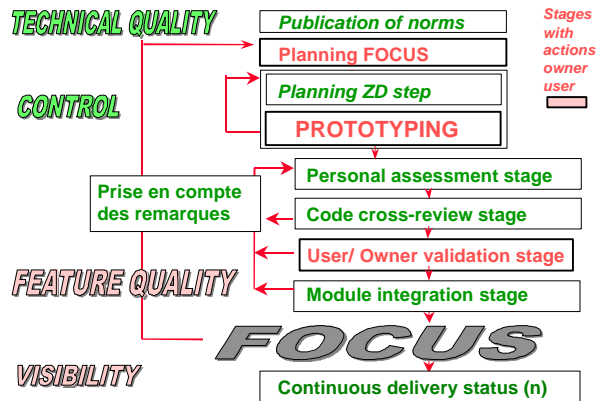 TECHNICAL QUALITY
Publication of norms
Stages
with
actions
owner
user
Planning FOCUS
CONTROL
Planning ZD step
PROTOTYPING
Personal assessment stage
Prise en compte
des remarques
Code cross-review stage
User/ Owner validation stage
FEATURE QUALITY
Module integration stage
FOCUS
VISIBILITY
Continuous delivery status (n)